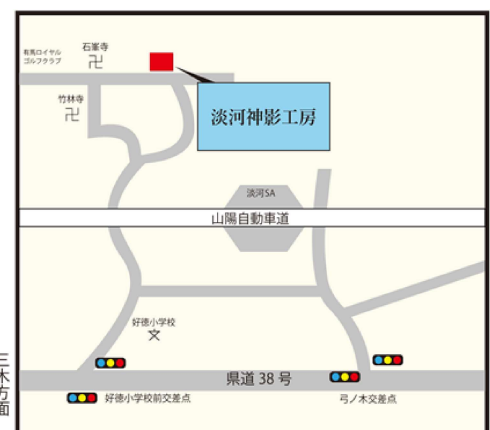 有馬ロイヤル
ゴルフクラブ
石峯寺
竹林寺
淡河神影工房
淡河SA
山陽自動車道
好徳小学校
文
県道 38 号
好徳小学校前交差点
弓ノ木交差点
三木方面